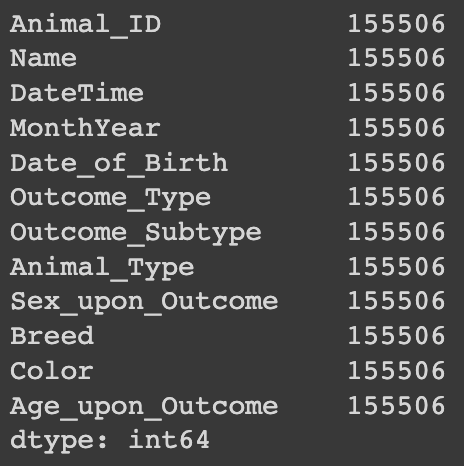 Animal_ID 155506
Name 155506
DateTime 155506
MonthYear 155506
Date_of_Birth 155506
Outcome_Type 155506
Outcome_Subtype 155506
Animal_Type 155506
Sex_upon_Outcome 155506
Breed 155506
Color 155506
Age_upon_Outcome 155506
dtype: int64